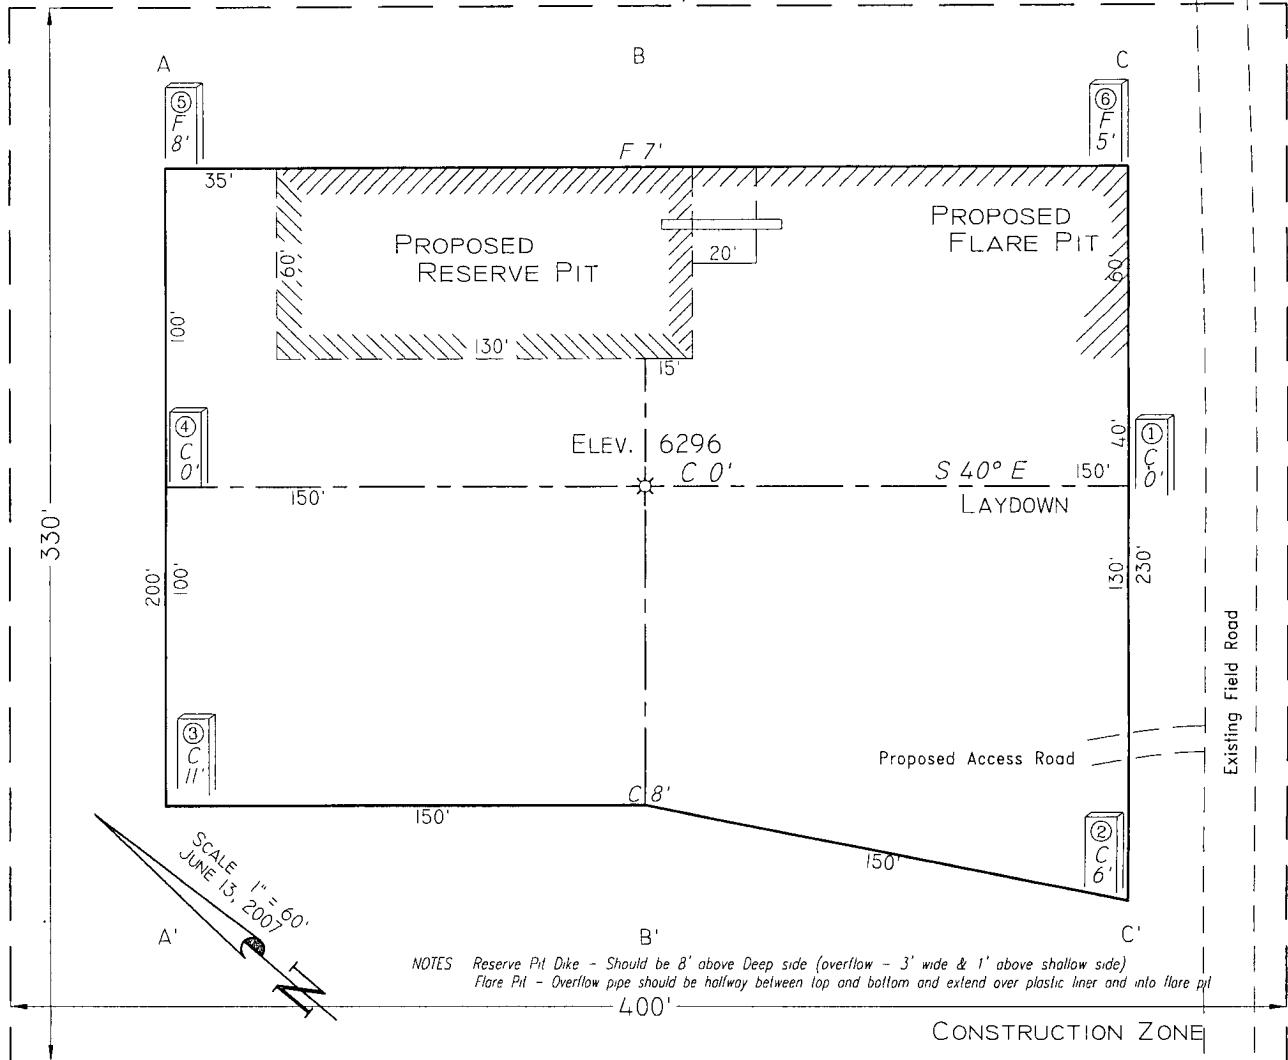 A
B
C
⑤
F
8'
⑥
F
5'
F 7'
35'
PROPOSED
RESERVE PIT
PROPOSED
FLARE PIT
60'
20'
60'
100'
130'
15'
④
C
0'
ELEV. 6296
C 0'
40'
①
C
0'
S 40° E
150'
150'
LAYDOWN
330'
200'
100'
130'
230'
Existing Field Road
③
C
11'
Proposed Access Road
C 8'
150'
150'
②
C
6'
SCALE 1" = 60'
JUNE 13, 2007
N
A'
B'
C'
NOTES Reserve Pit Dike - Should be 8' above Deep side (overflow - 3' wide & 1' above shallow side)
Flare Pit - Overflow pipe should be halfway between top and bottom and extend over plastic liner and into flare pit
400'
CONSTRUCTION ZONE